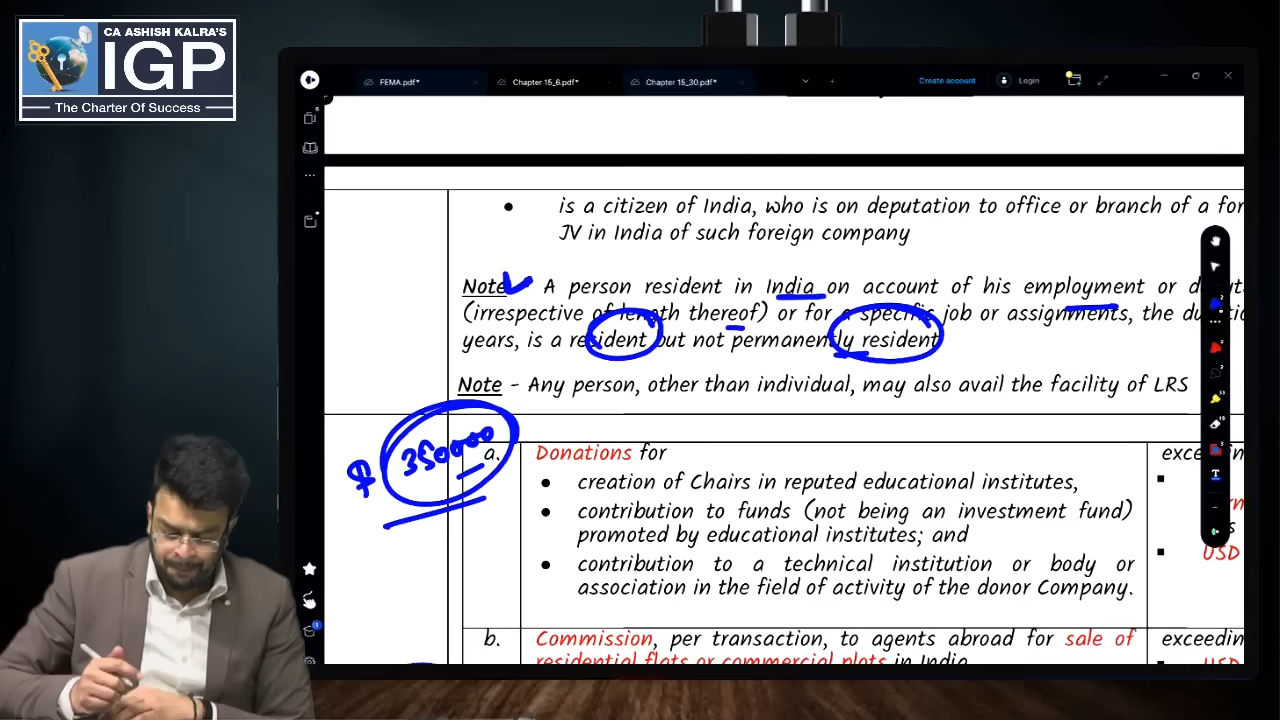 CA ASHISH KALRA'S
IGP
The Charter Of Success
FEMA.pdf*
Chapter 15_6.pdf*
Chapter 15_30.pdf*
Create account
Login
is a citizen of India, who is on deputation to office or branch of a for
JV in India of such foreign company
Note - A person resident in India on account of his employment or
(irrespective of length thereof) or for a specific job or assignments, the
years, is a resident but not permanently resident
Note - Any person, other than individual, may also avail the facility of LRS
$ 350000
a. Donations for
creation of Chairs in reputed educational institutes,
contribution to funds (not being an investment fund)
promoted by educational institutes; and
contribution to a technical institution or body or
association in the field of activity of the donor Company.
USD
b. Commission, per transaction, to agents abroad for sale of
residential flats or commercial plots in India
exceedin